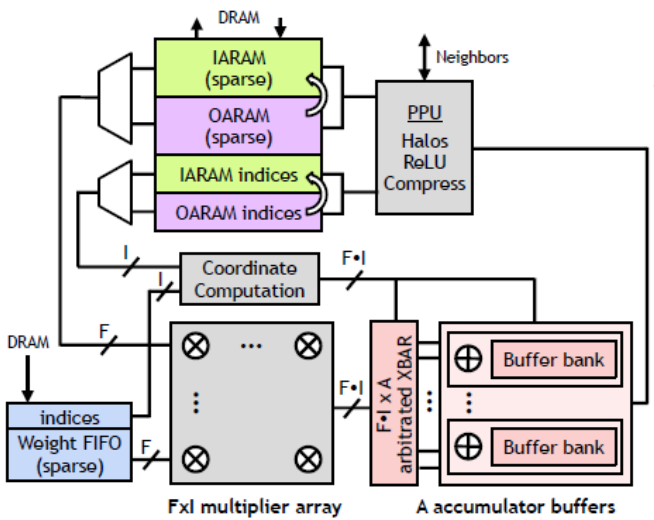 DRAM
IARAM
(sparse)
OARAM
(sparse)
IARAM indices
OARAM indices
Neighbors
PPU
Halos
ReLU
Compress
I
I
Coordinate
Computation
F•I
DRAM
F
indices
Weight FIFO
(sparse)
F
...
...
F•I
F•I x A
arbitrated XBAR
...
Buffer bank
...
Buffer bank
FxI multiplier array
A accumulator buffers